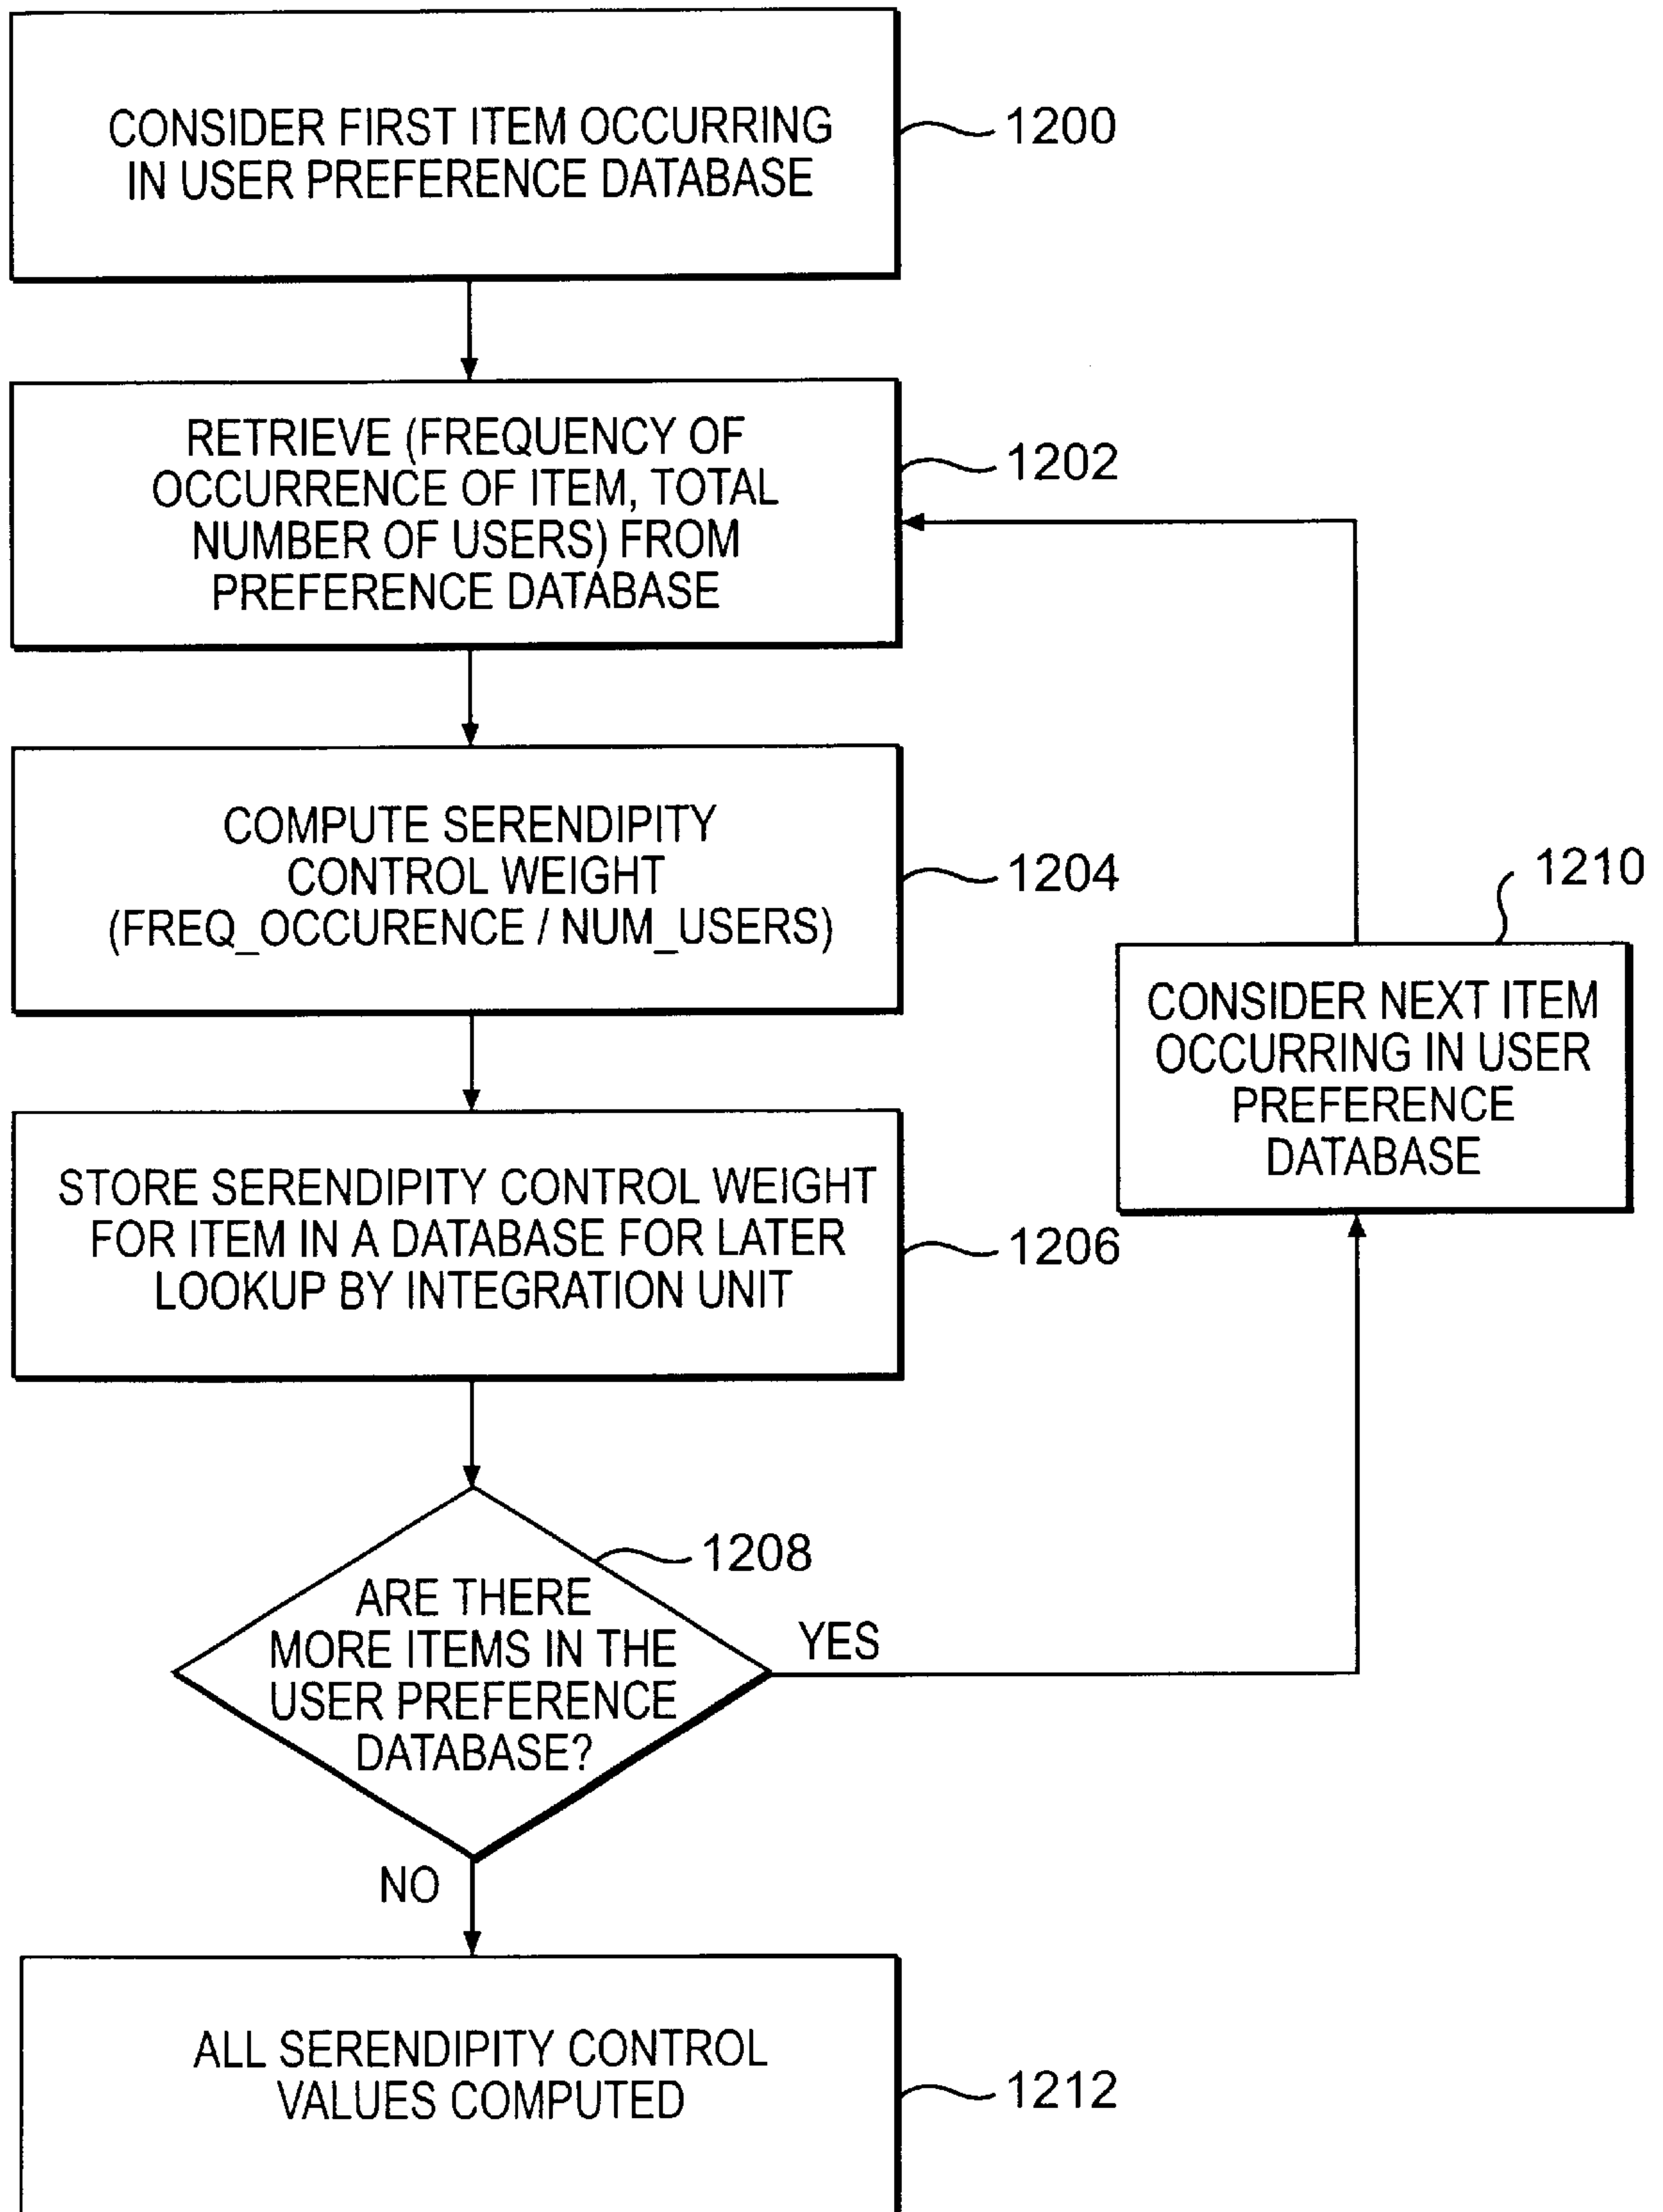 CONSIDER FIRST ITEM OCCURRING
IN USER PREFERENCE DATABASE
1200
RETRIEVE (FREQUENCY OF
OCCURRENCE OF ITEM, TOTAL
NUMBER OF USERS) FROM
PREFERENCE DATABASE
1202
COMPUTE SERENDIPITY
CONTROL WEIGHT
(FREQ_OCCURENCE / NUM_USERS)
1204
1210
CONSIDER NEXT ITEM
OCCURRING IN USER
PREFERENCE
DATABASE
STORE SERENDIPITY CONTROL WEIGHT
FOR ITEM IN A DATABASE FOR LATER
LOOKUP BY INTEGRATION UNIT
1206
1208
ARE THERE
MORE ITEMS IN THE
USER PREFERENCE
DATABASE?
YES
NO
ALL SERENDIPITY CONTROL
VALUES COMPUTED
1212